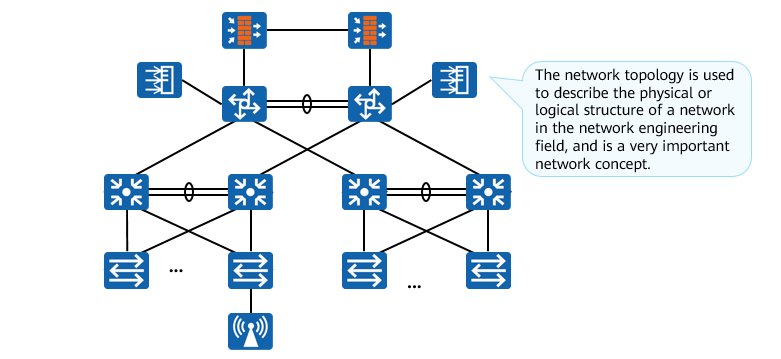 The network topology is used
to describe the physical or
logical structure of a network
in the network engineering
field, and is a very important
network concept.
...
...